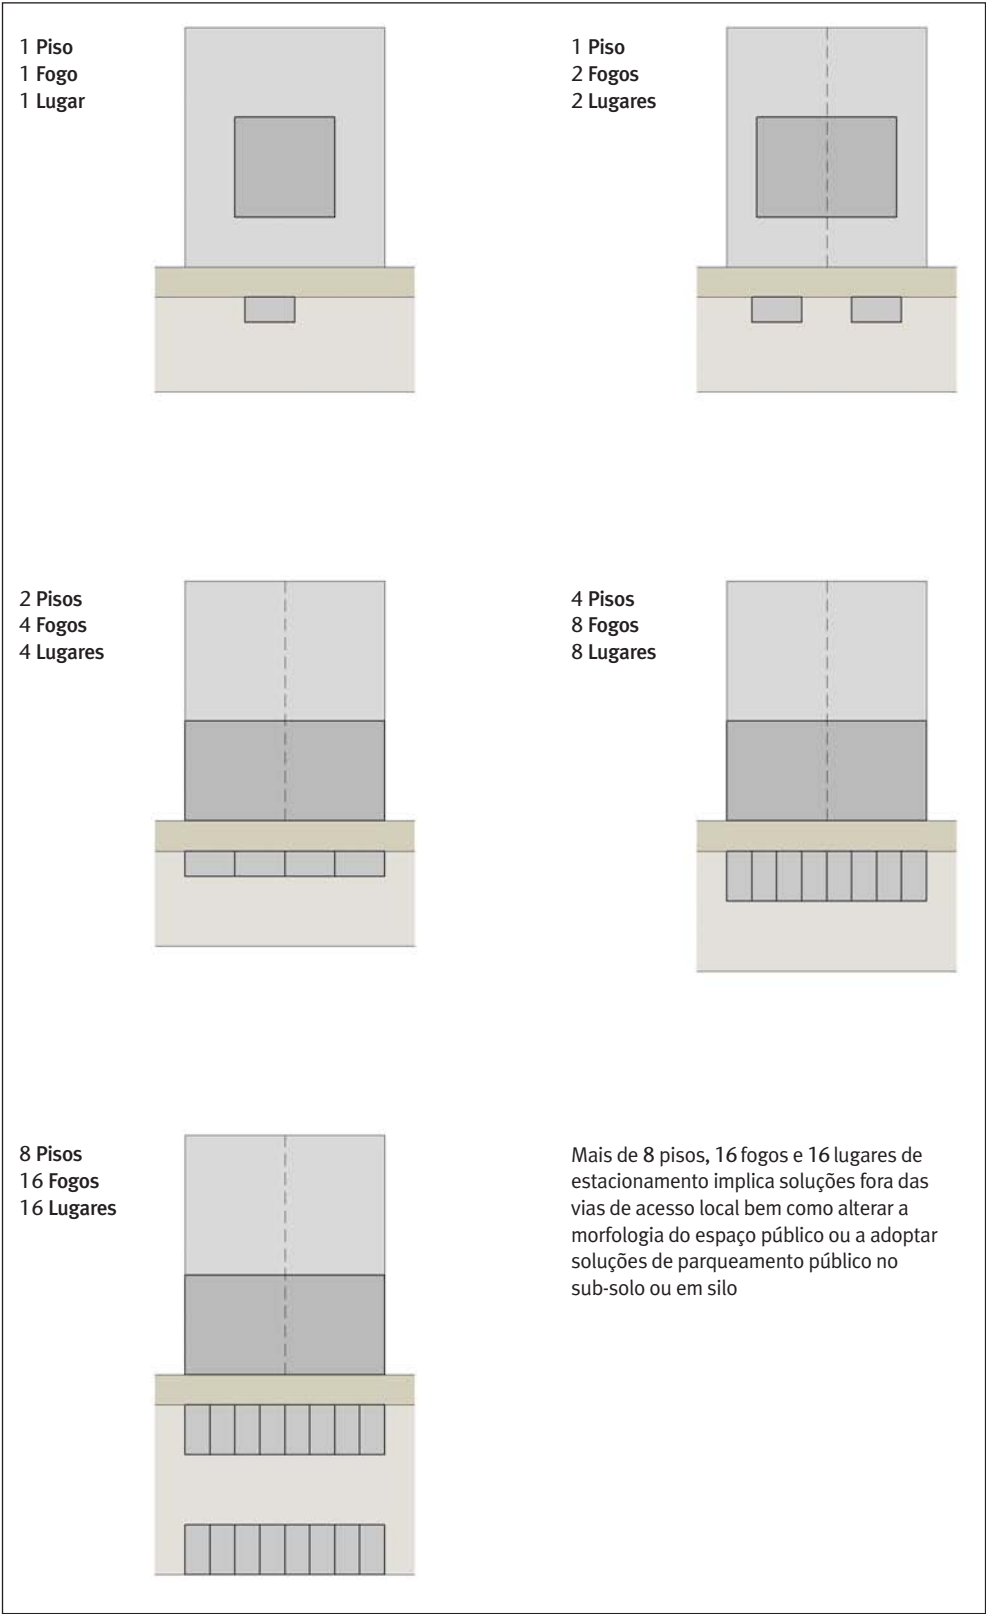 1 Piso
1 Fogo
1 Lugar
1 Piso
2 Fogos
2 Lugares
2 Pisos
4 Fogos
4 Lugares
4 Pisos
8 Fogos
8 Lugares
8 Pisos
16 Fogos
16 Lugares
Mais de 8 pisos, 16 fogos e 16 lugares de
estacionamento implica soluções fora das
vias de acesso local bem como alterar a
morfologia do espaço público ou a adoptar
soluções de parqueamento público no
sub-solo ou em silo